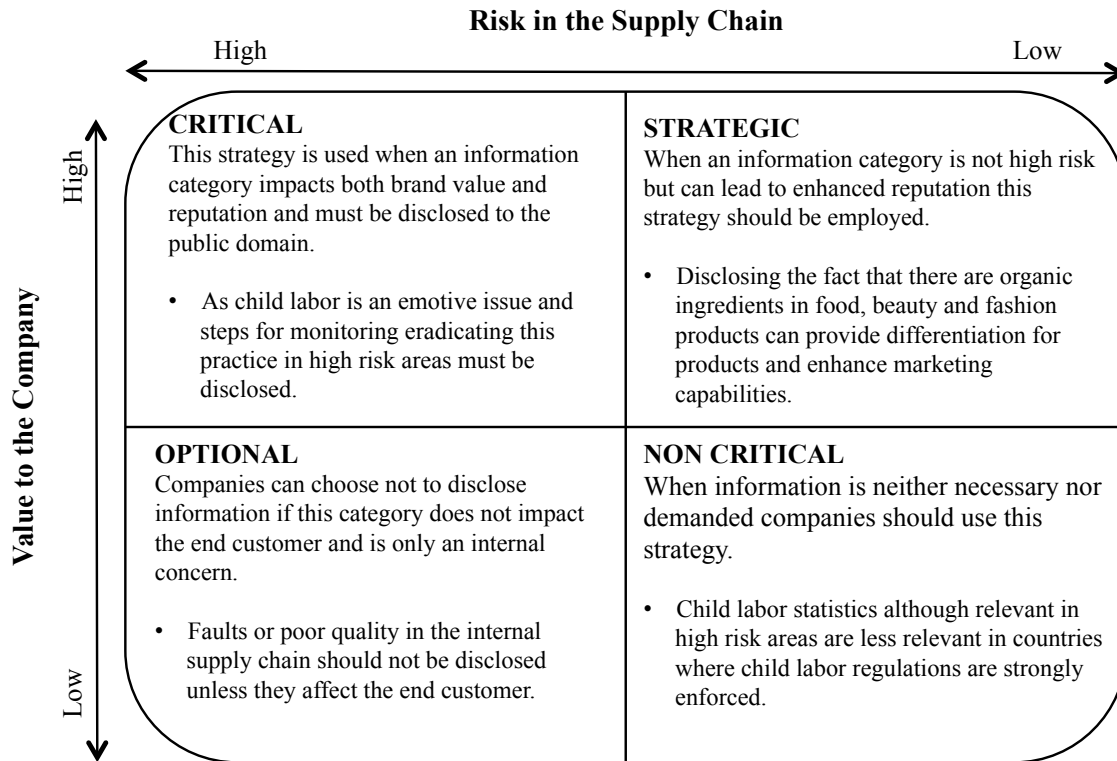 Risk in the Supply Chain
High
Low
Value to the Company
High
Low
CRITICAL
This strategy is used when an information
category impacts both brand value and
reputation and must be disclosed to the
public domain.
• As child labor is an emotive issue and
steps for monitoring eradicating this
practice in high risk areas must be
disclosed.
STRATEGIC
When an information category is not high risk
but can lead to enhanced reputation this
strategy should be employed.
• Disclosing the fact that there are organic
ingredients in food, beauty and fashion
products can provide differentiation for
products and enhance marketing
capabilities.
OPTIONAL
Companies can choose not to disclose
information if this category does not impact
the end customer and is only an internal
concern.
• Faults or poor quality in the internal
supply chain should not be disclosed
unless they affect the end customer.
NON CRITICAL
When information is neither necessary nor
demanded companies should use this
strategy.
• Child labor statistics although relevant in
high risk areas are less relevant in countries
where child labor regulations are strongly
enforced.